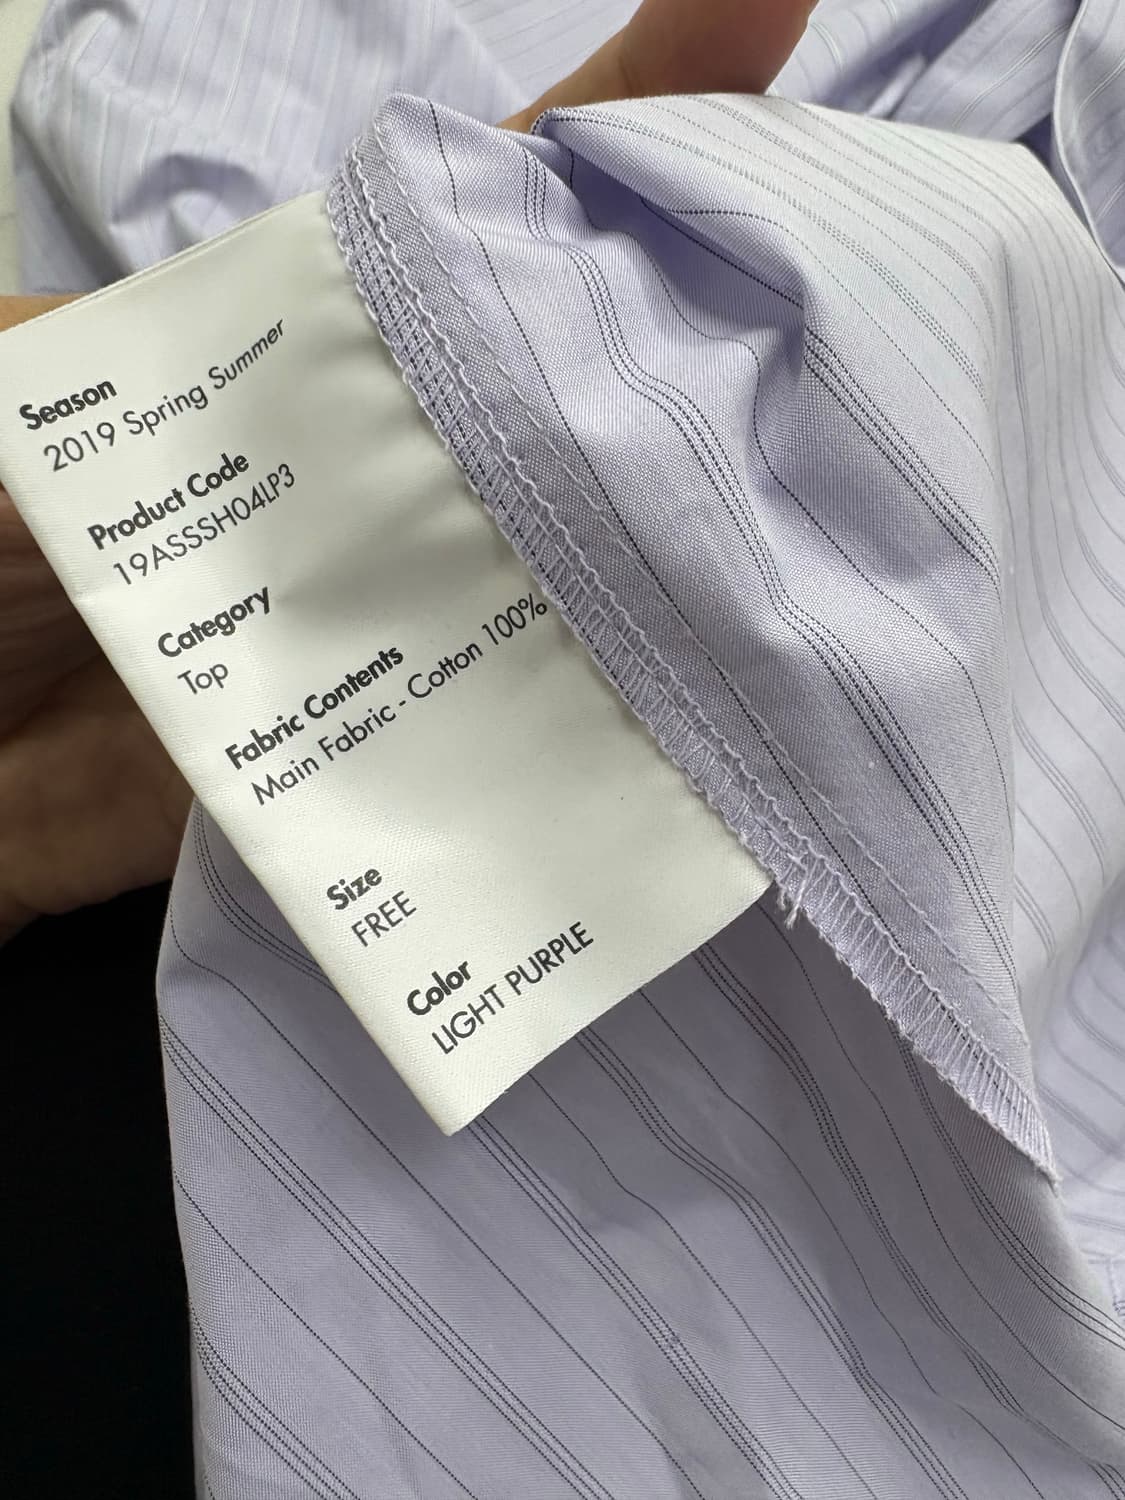 Season
2019 Spring Summer
Product Code
19ASSSH04LP3
Category
Top
Fabric Contents
Main Fabric - Cotton 100%
Size
FREE
Color
LIGHT PURPLE